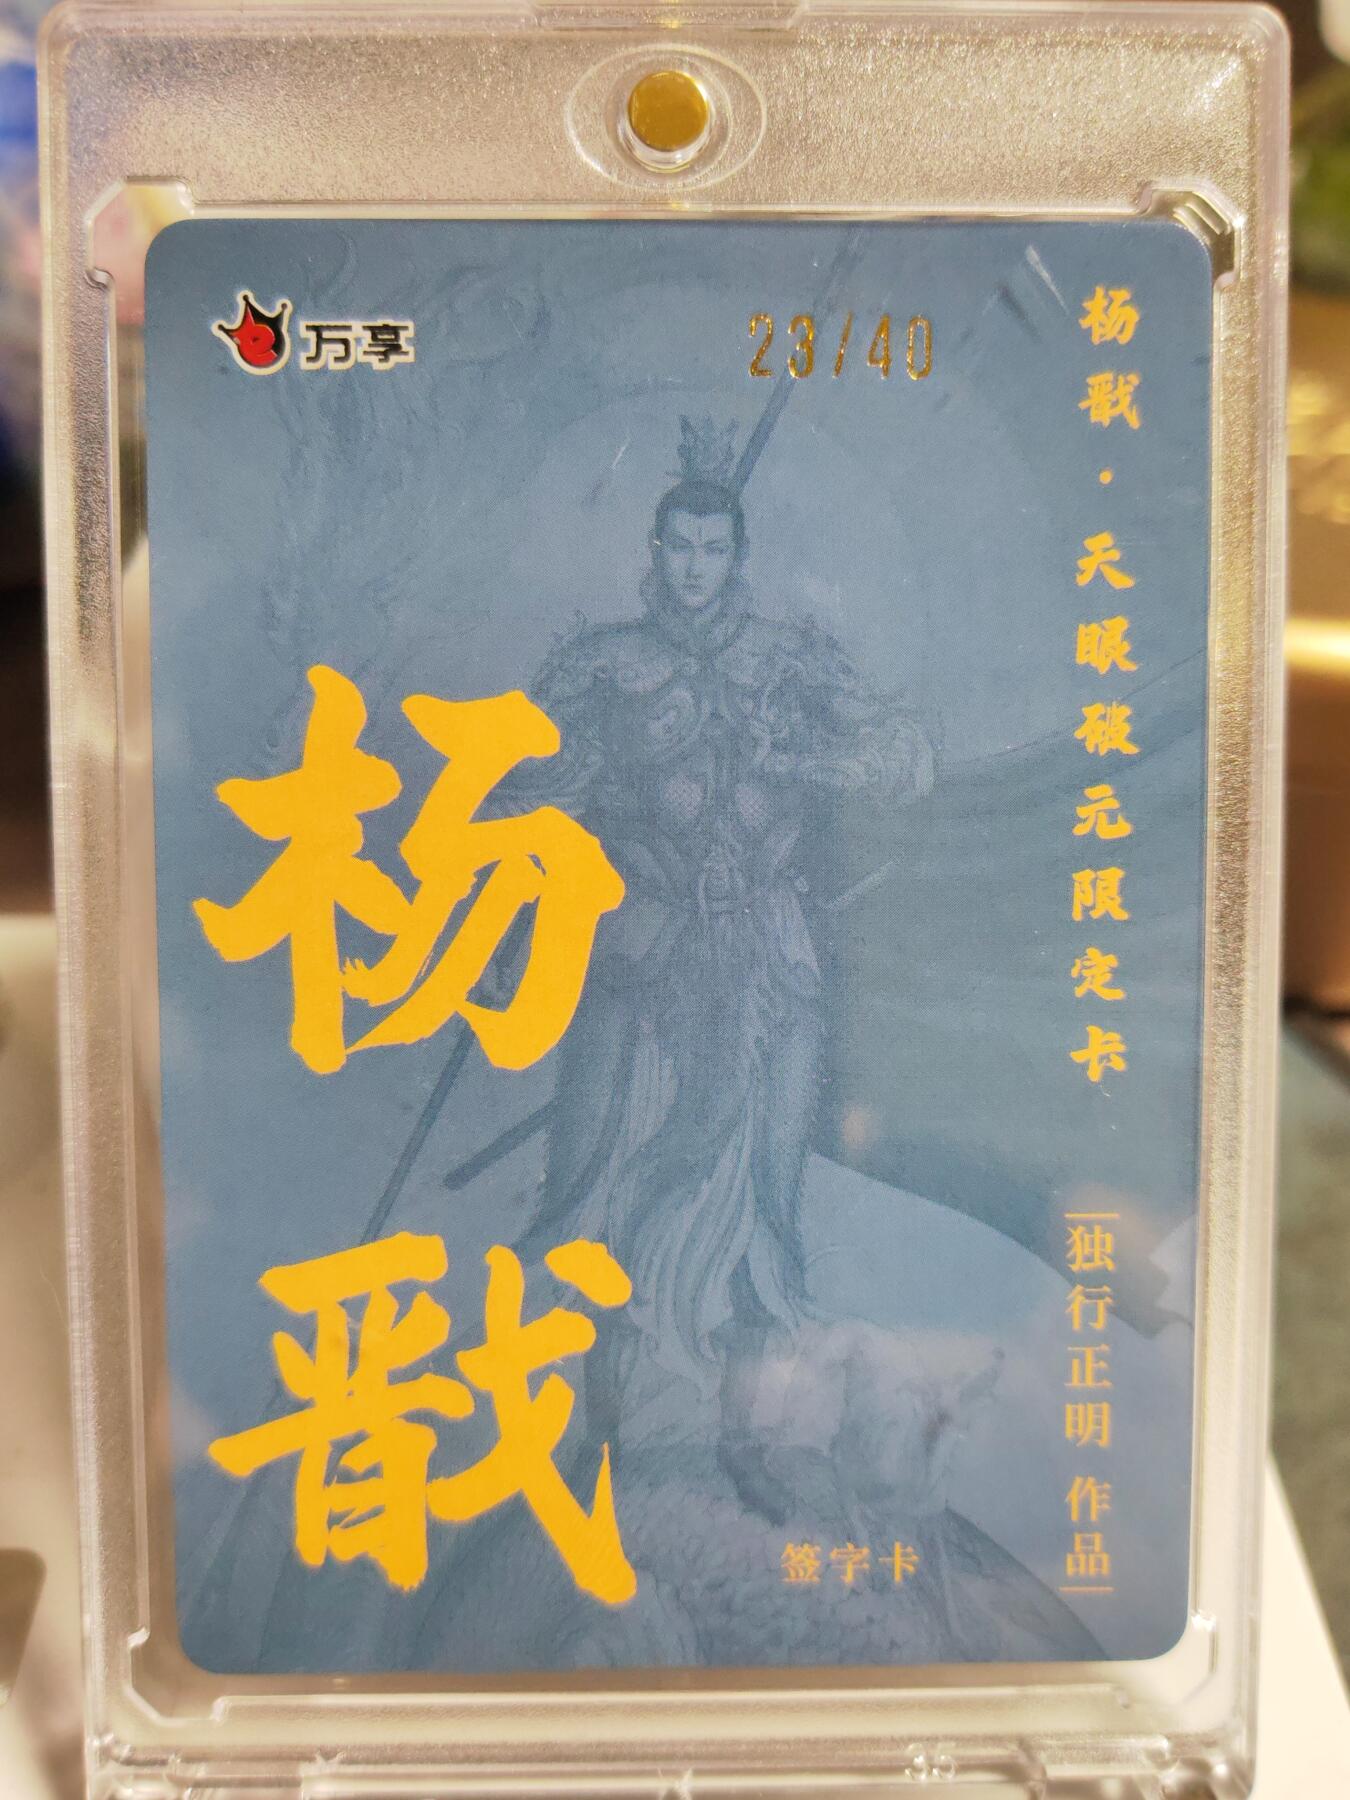 万享
23/40
杨戬·天眼破元限定卡
杨戬
独行正明 作品
签字卡
35